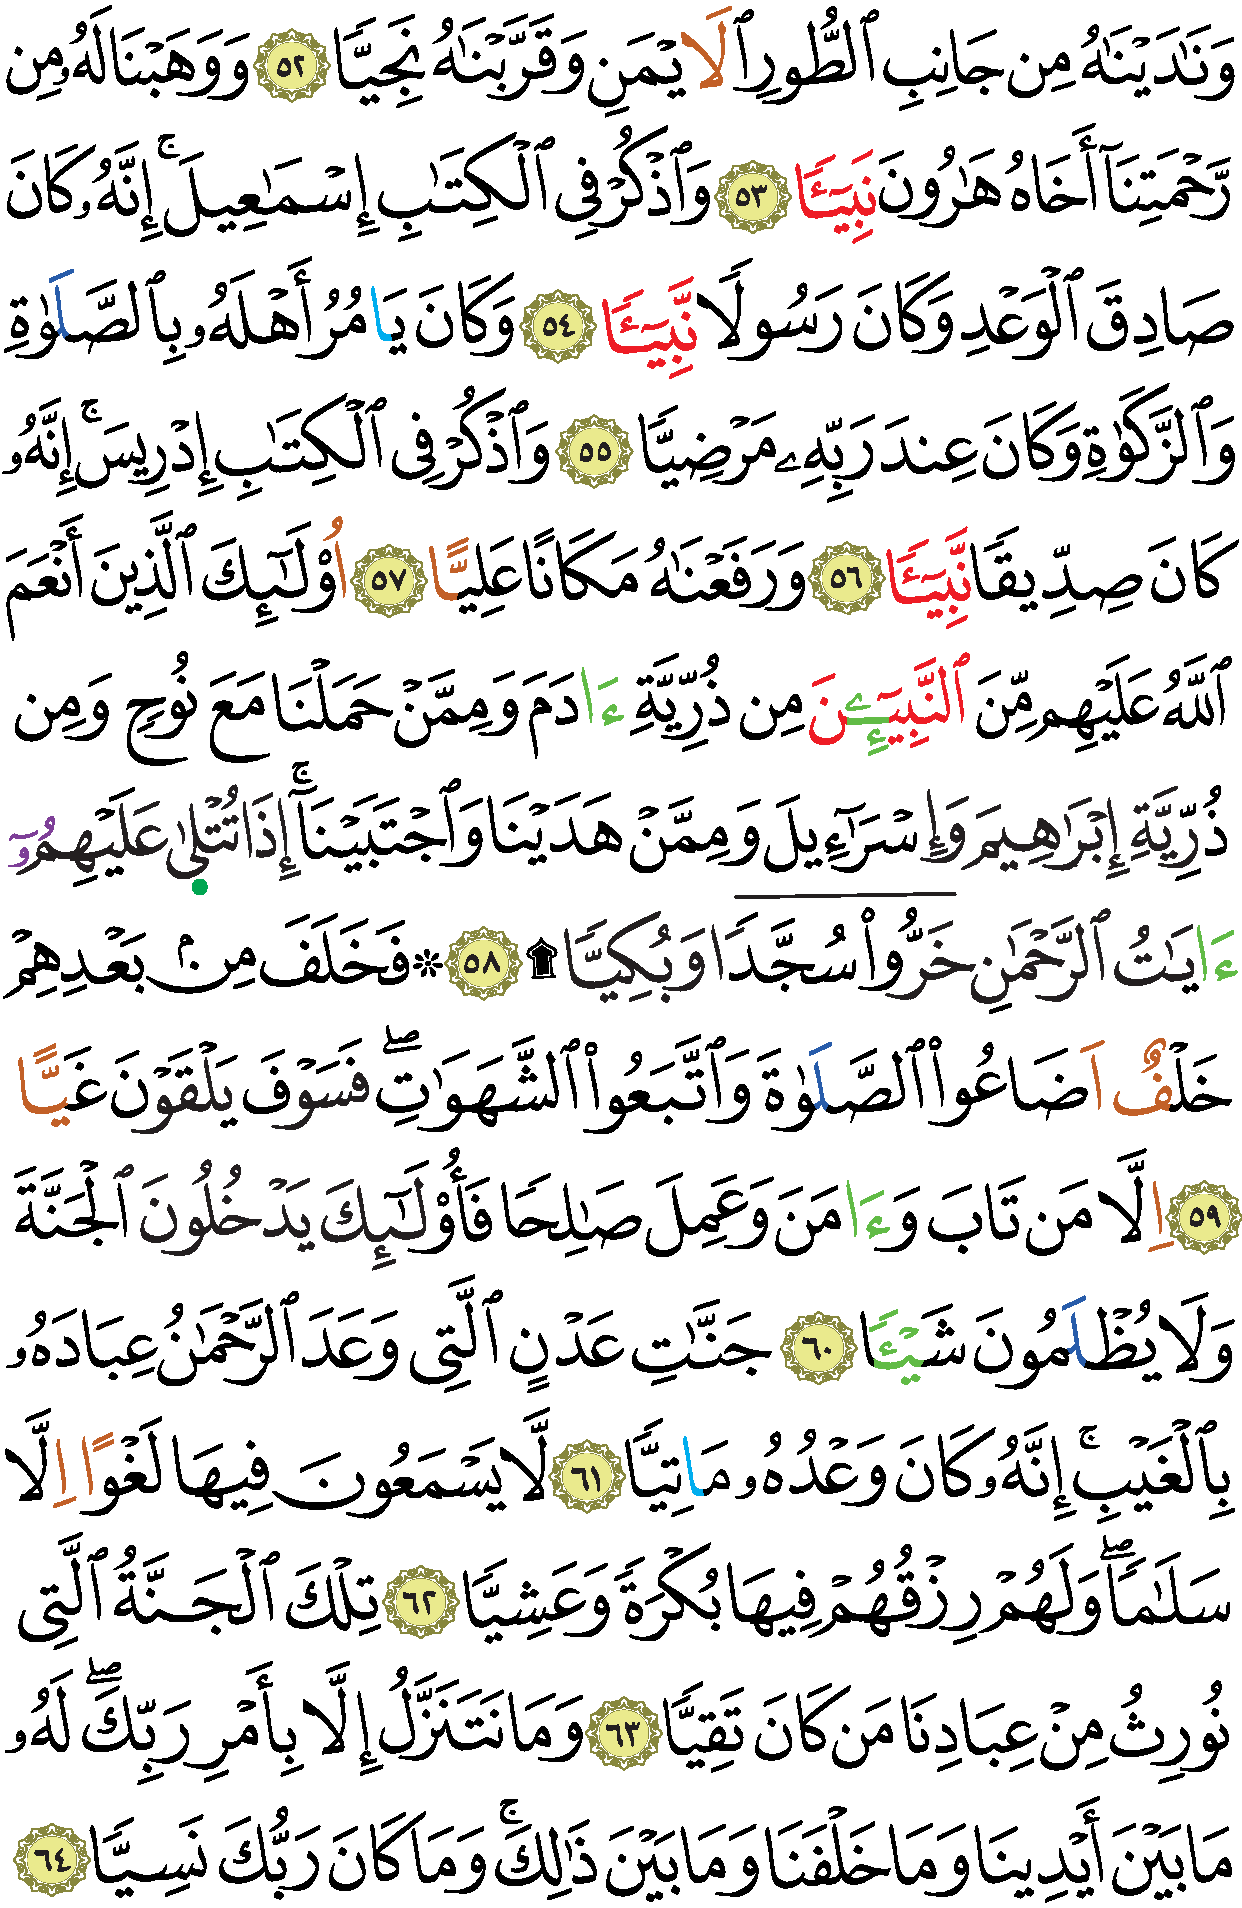 وَنَٰدَيْنَٰهُ مِن جَانِبِ ٱلطُّورِ ٱلَايْمَنِ وَقَرَّبْنَٰهُ نَجِيّٗا ٥٢ وَوَهَبْنَا لَهُۥ مِن
رَّحْمَتِنَآ أَخَاهُ هَٰرُونَ نَبِيٓـٔٗا ٥٣ وَٱذْكُرْ فِى ٱلْكِتَٰبِ إِسْمَٰعِيلَۚ إِنَّهُۥ كَانَ
صَادِقَ ٱلْوَعْدِ وَكَانَ رَسُولٗا نَّبِيٓـٔٗا ٥٤ وَكَانَ يَامُرُ أَهْلَهُۥ بِٱلصَّلَوٰةِ
وَٱلزَّكَوٰةِ وَكَانَ عِندَ رَبِّهِۦ مَرْضِيّٗا ٥٥ وَٱذْكُرْ فِى ٱلْكِتَٰبِ إِدْرِيسَۚ إِنَّهُۥ
كَانَ صِدِّيقٗا نَّبِيٓـٔٗا ٥٦ وَرَفَعْنَٰهُ مَكَانًا عَلِيًّا ٥٧ اُوْلَٰٓئِكَ ٱلَّذِينَ أَنْعَمَ
ٱللَّهُ عَلَيْهِم مِّنَ ٱلنَّبِيٓـِٕۧنَ مِن ذُرِّيَّةِ ءَادَمَ وَمِمَّنْ حَمَلْنَا مَعَ نُوحٖ وَمِن
ذُرِّيَّةِ إِبْرَٰهِيمَ وَإِسْرَآءِيلَ وَمِمَّنْ هَدَيْنَا وَٱجْتَبَيْنَآۚ إِذَا تُتْلَىٰ عَلَيْهِمُۥٓ
ءَايَٰتُ ٱلرَّحْمَٰنِ خَرُّواْ سُجَّدٗا وَبُكِيّٗا ۩ ٥٨ ۞ فَخَلَفَ مِنۢ بَعْدِهِمْ
خَلْفٌ اَضَاعُواْ ٱلصَّلَوٰةَ وَٱتَّبَعُواْ ٱلشَّهَوَٰتِۖ فَسَوْفَ يَلْقَوْنَ غَيًّا
٥٩ اِلَّا مَن تَابَ وَءَامَنَ وَعَمِلَ صَٰلِحٗا فَأُوْلَٰٓئِكَ يَدْخُلُونَ ٱلْجَنَّةَ
وَلَا يُظْلَمُونَ شَيْـٔٗا ٦٠ جَنَّٰتِ عَدْنٍ ٱلَّتِى وَعَدَ ٱلرَّحْمَٰنُ عِبَادَهُۥ
بِٱلْغَيْبِۚ إِنَّهُۥ كَانَ وَعْدُهُۥ مَاتِيّٗا ٦١ لَّا يَسْمَعُونَ فِيهَا لَغْوًا اِلَّا
سَلَٰمٗاۖ وَلَهُمْ رِزْقُهُمْ فِيهَا بُكْرَةٗ وَعَشِيّٗا ٦٢ تِلْكَ ٱلْجَنَّةُ ٱلَّتِى
نُورِثُ مِنْ عِبَادِنَا مَن كَانَ تَقِيّٗا ٦٣ وَمَا نَتَنَزَّلُ إِلَّا بِأَمْرِ رَبِّكَۖ لَهُۥ
مَا بَيْنَ أَيْدِينَا وَمَا خَلْفَنَا وَمَا بَيْنَ ذَٰلِكَۚ وَمَا كَانَ رَبُّكَ نَسِيّٗا ٦٤